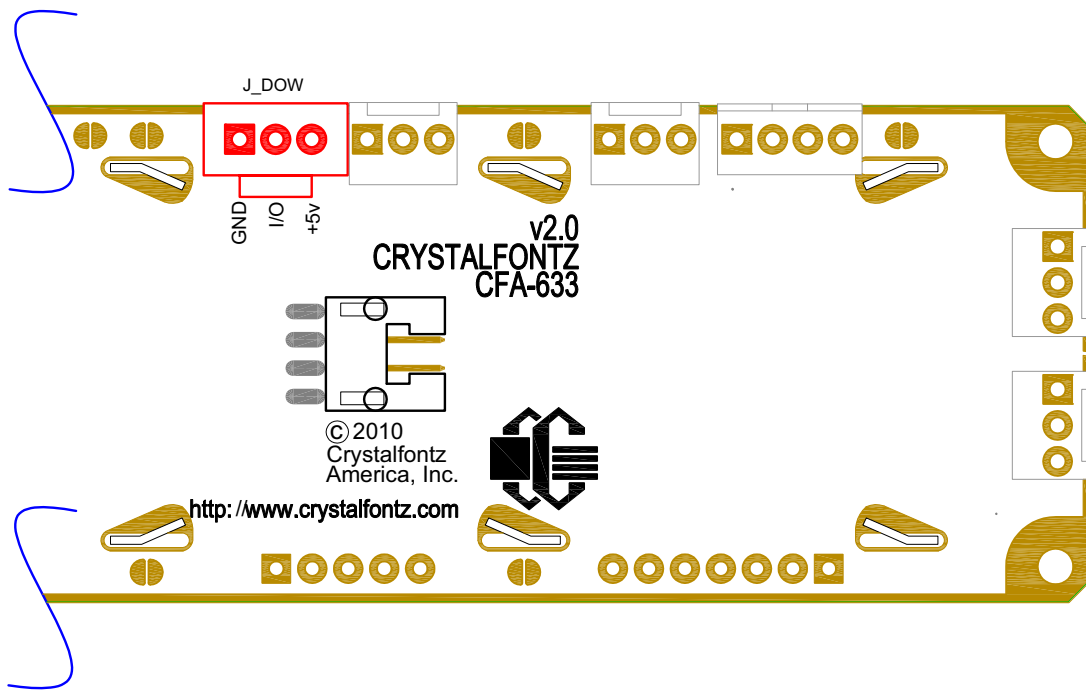 J_DOW
GND
I/O
+5v
v2.0
CRYSTALFONTZ
CFA-633
© 2010
Crystalfontz
America, Inc.
http://www.crystalfontz.com